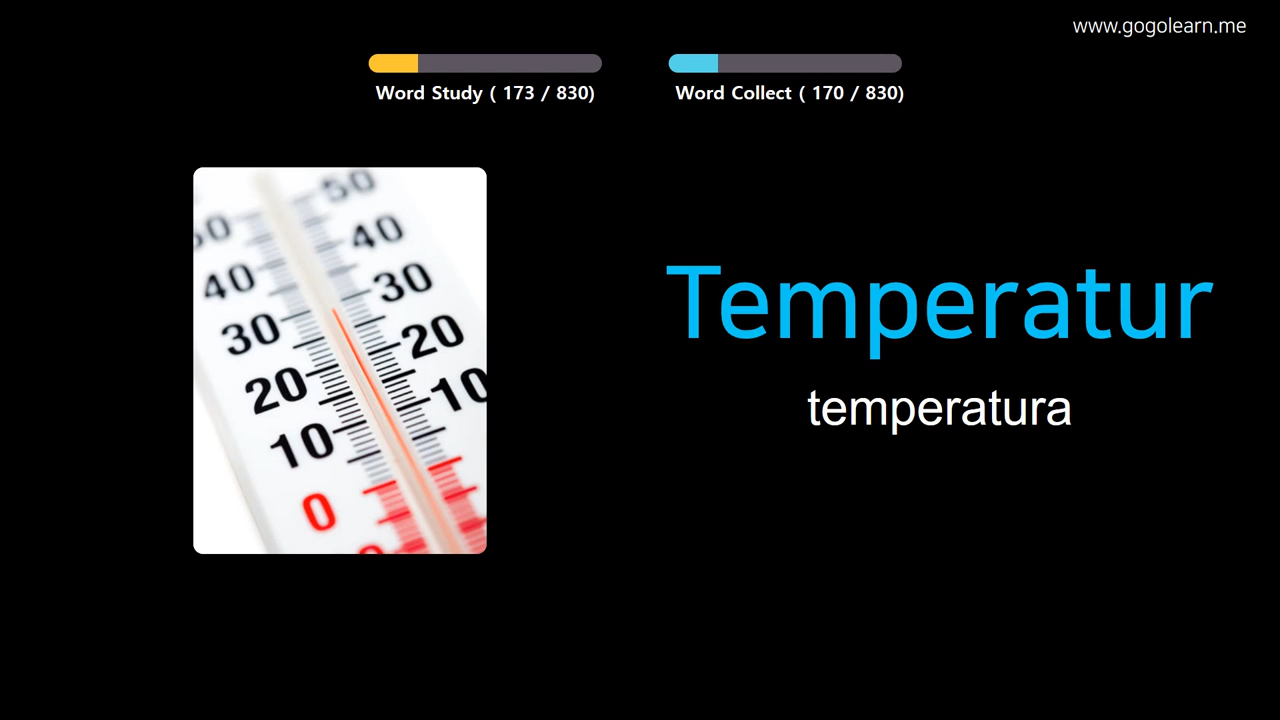 www.gogolearn.me
Word Study ( 173 / 830)
Word Collect ( 170 / 830)
50
50 40
40 30
30 20
20 10
10
0
Temperatur
temperatura